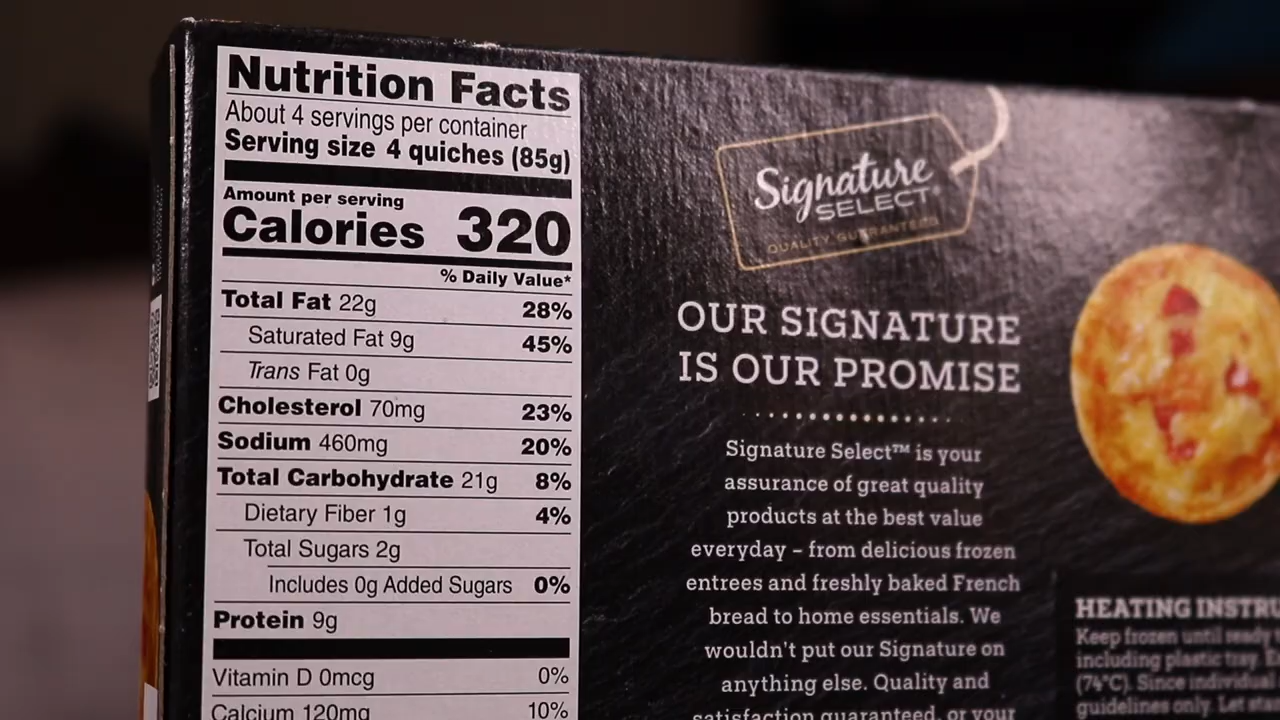 Nutrition Facts
About 4 servings per container
Serving size 4 quiches (85g)
Amount per serving
Calories 320
% Daily Value*
Total Fat 22g 28%
Saturated Fat 9g 45%
Trans Fat 0g
Cholesterol 70mg 23%
Sodium 460mg 20%
Total Carbohydrate 21g 8%
Dietary Fiber 1g 4%
Total Sugars 2g
Includes 0g Added Sugars 0%
Protein 9g
Vitamin D 0mcg 0%
Calcium 120mg 10%
Signature
SELECT
QUALITY GUARANTEED
OUR SIGNATURE
IS OUR PROMISE
Signature Select™ is your
assurance of great quality
products at the best value
everyday – from delicious frozen
entrees and freshly baked French
bread to home essentials. We
wouldn't put our Signature on
anything else. Quality and
satisfaction guaranteed, or your
HEATING INSTRU
Keep frozen until ready
including plastic tray.
(74°C). Since individual
guidelines only. Let